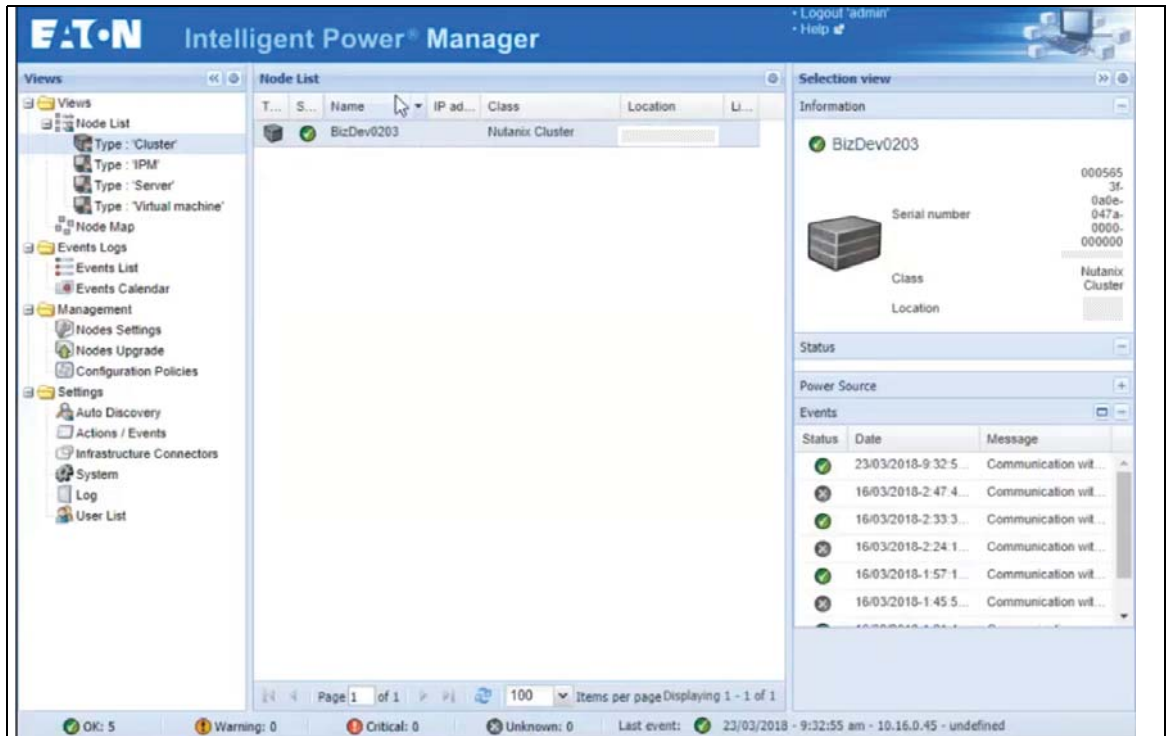 EATON Intelligent Power® Manager
Logout 'admin'
Help
Views
Views
Node List
Type : 'Cluster'
Type : 'IPM'
Type : 'Server'
Type : 'Virtual machine'
Node Map
Events Logs
Events List
Events Calendar
Management
Nodes Settings
Nodes Upgrade
Configuration Policies
Settings
Auto Discovery
Actions / Events
Infrastructure Connectors
System
Log
User List
Node List
T... S... Name IP ad... Class Location Li...
BizDev0203 Nutanix Cluster
Page 1 of 1 100 Items per page Displaying 1 - 1 of 1
Selection view
Information
BizDev0203
Serial number
000565
3f-
0a0e-
047a-
0000-
000000
Class
Nutanix
Cluster
Location
Status
Power Source
Events
Status Date Message
23/03/2018-9:32:5... Communication wit...
16/03/2018-2:47:4... Communication wit...
16/03/2018-2:33:3... Communication wit...
16/03/2018-2:24:1... Communication wit...
16/03/2018-1:57:1... Communication wit...
16/03/2018-1:45:5... Communication wit...
OK: 5 Warning: 0 Critical: 0 Unknown: 0 Last event: 23/03/2018 - 9:32:55 am - 10.16.0.45 - undefined